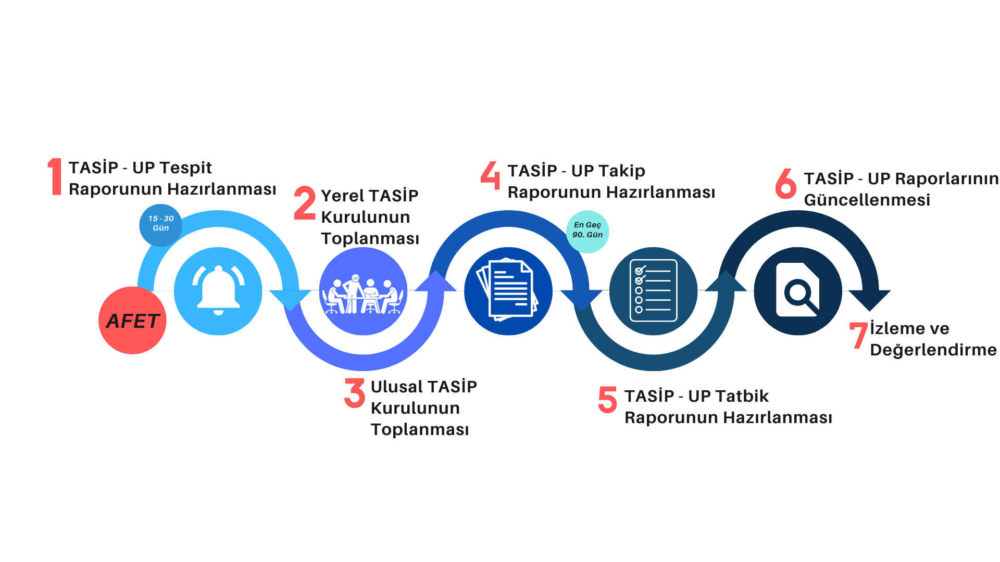 1
TASİP - UP Tespit
Raporunun Hazırlanması
15 - 30
Gün
AFET
2
Yerel TASİP
Kurulunun
Toplanması
3
Ulusal TASİP
Kurulunun
Toplanması
4
TASİP - UP Takip
Raporunun Hazırlanması
En Geç
90. Gün
5
TASİP - UP Tatbik
Raporunun Hazırlanması
6
TASİP - UP Raporlarının
Güncellenmesi
7
İzleme ve
Değerlendirme